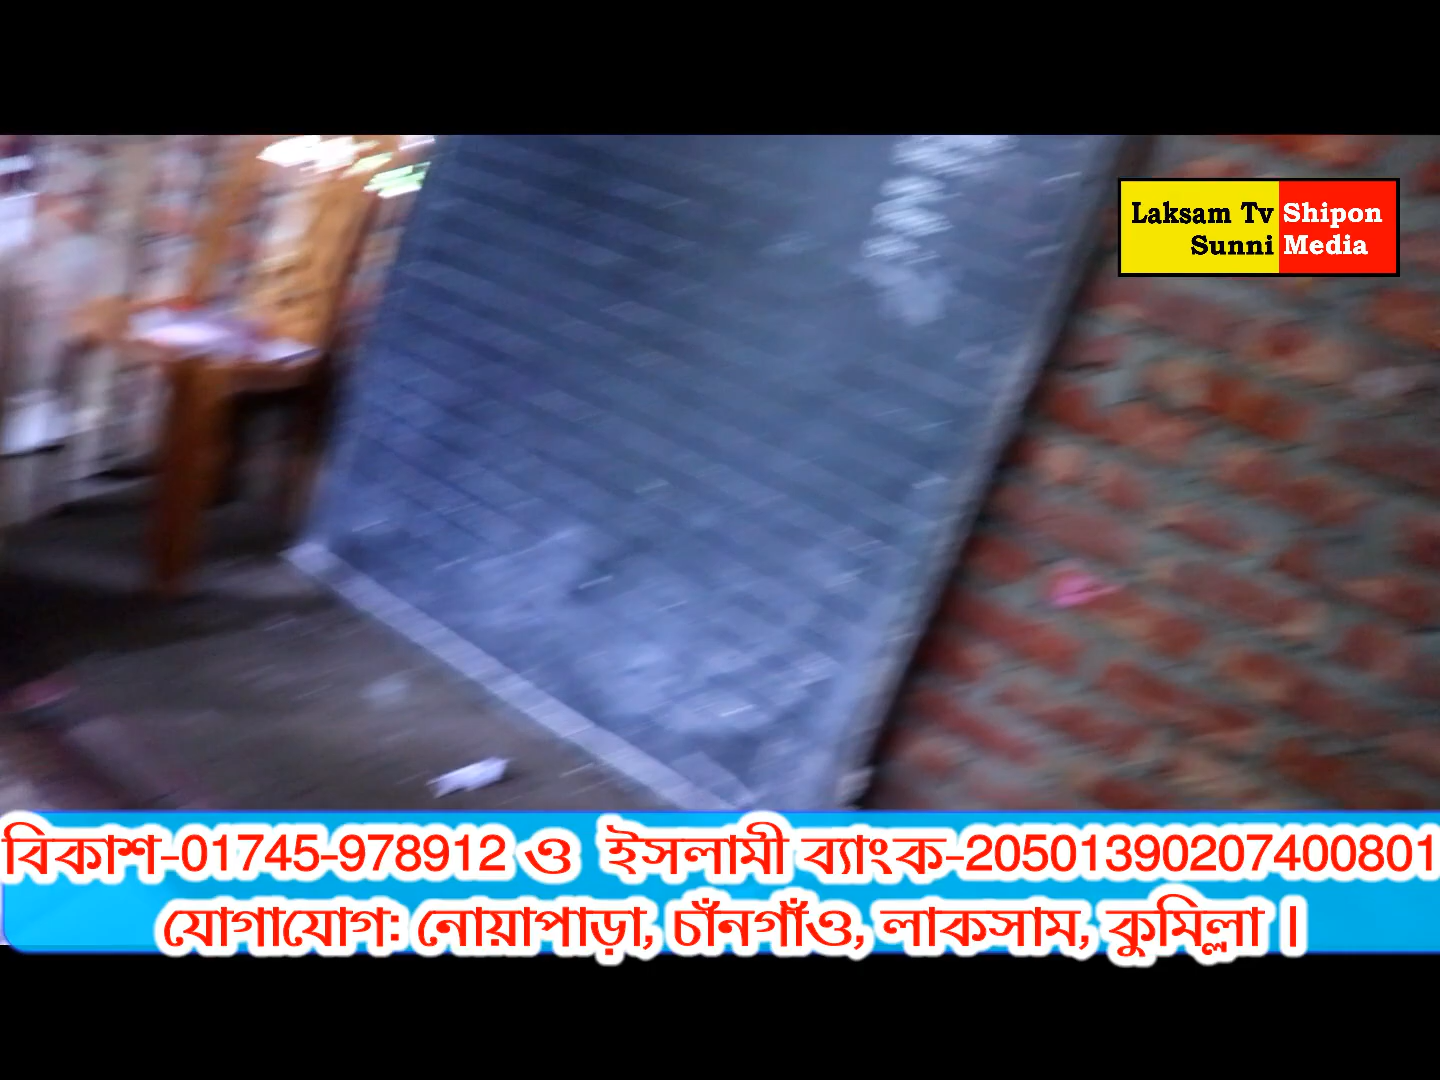 Laksam Tv Shipon
Sunni Media
বিকাশ-01745-978912 ও ইসলামী ব্যাংক-20501390207400801
যোগাযোগ: নোয়াপাড়া, চাঁনগাঁও, লাকসাম, কুমিল্লা |